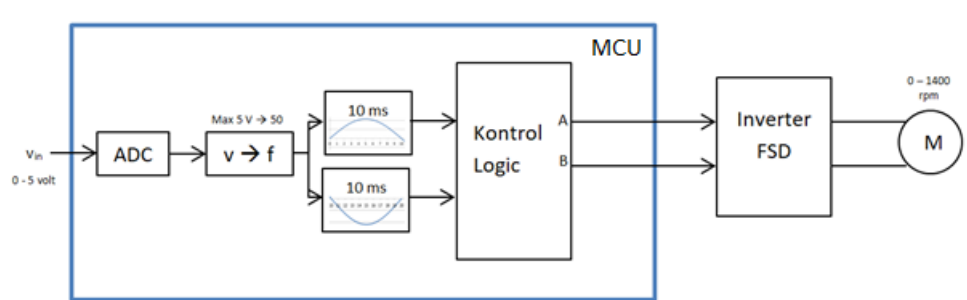 MCU
0 – 1400
rpm
Max 5 V → 50
10 ms
Vin
ADC
v → f
Kontrol
Logic
A
B
Inverter
FSD
M
0 - 5 volt
10 ms